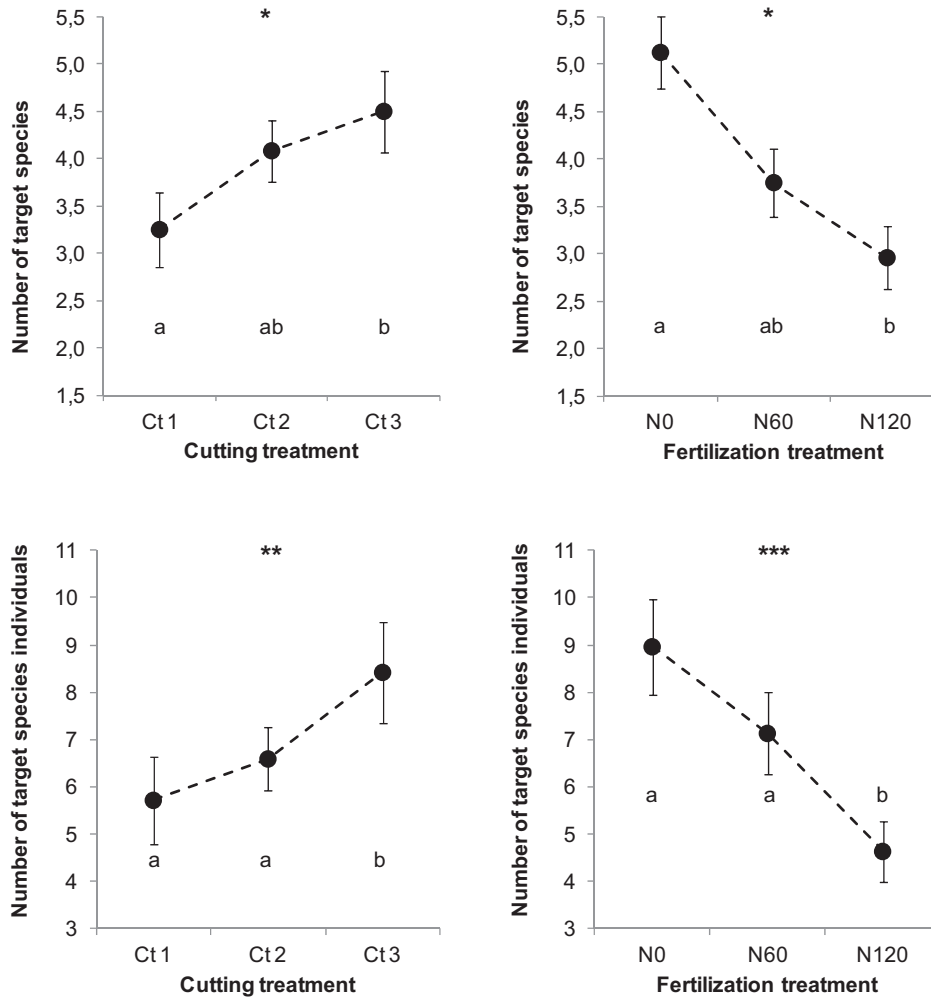 Number of target species
5,5
5,0
4,5
4,0
3,5
3,0
2,5
2,0
1,5
*
a ab b
Ct 1 Ct 2 Ct 3
Cutting treatment
Number of target species
5,5
5,0
4,5
4,0
3,5
3,0
2,5
2,0
1,5
*
a ab b
N0 N60 N120
Fertilization treatment
Number of target species individuals
11
10
9
8
7
6
5
4
3
**
a a b
Ct 1 Ct 2 Ct 3
Cutting treatment
Number of target species individuals
11
10
9
8
7
6
5
4
3
***
a a b
N0 N60 N120
Fertilization treatment